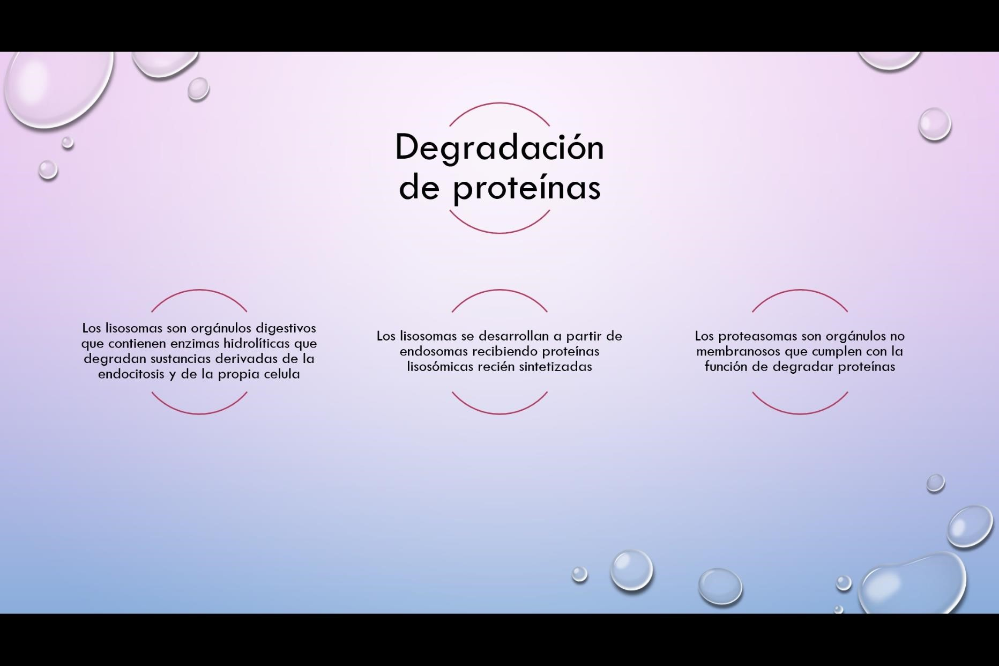 Degradación
de proteínas
Los lisosomas son orgánulos digestivos
que contienen enzimas hidrolíticas que
degradan sustancias derivadas de la
endocitosis y de la propia celula
Los lisosomas se desarrollan a partir de
endosomas recibiendo proteínas
lisosómicas recién sintetizadas
Los proteasomas son orgánulos no
membranosos que cumplen con la
función de degradar proteínas